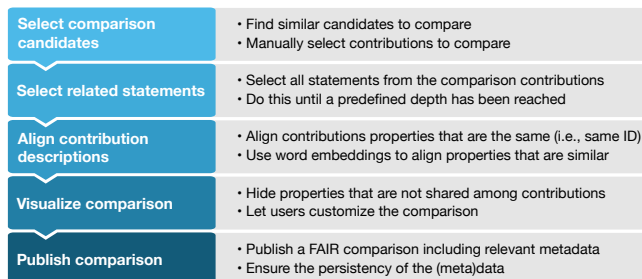 Select comparison
candidates
• Find similar candidates to compare
• Manually select contributions to compare
Select related statements
• Select all statements from the comparison contributions
• Do this until a predefined depth has been reached
Align contribution
descriptions
• Align contributions properties that are the same (i.e., same ID)
• Use word embeddings to align properties that are similar
Visualize comparison
• Hide properties that are not shared among contributions
• Let users customize the comparison
Publish comparison
• Publish a FAIR comparison including relevant metadata
• Ensure the persistency of the (meta)data